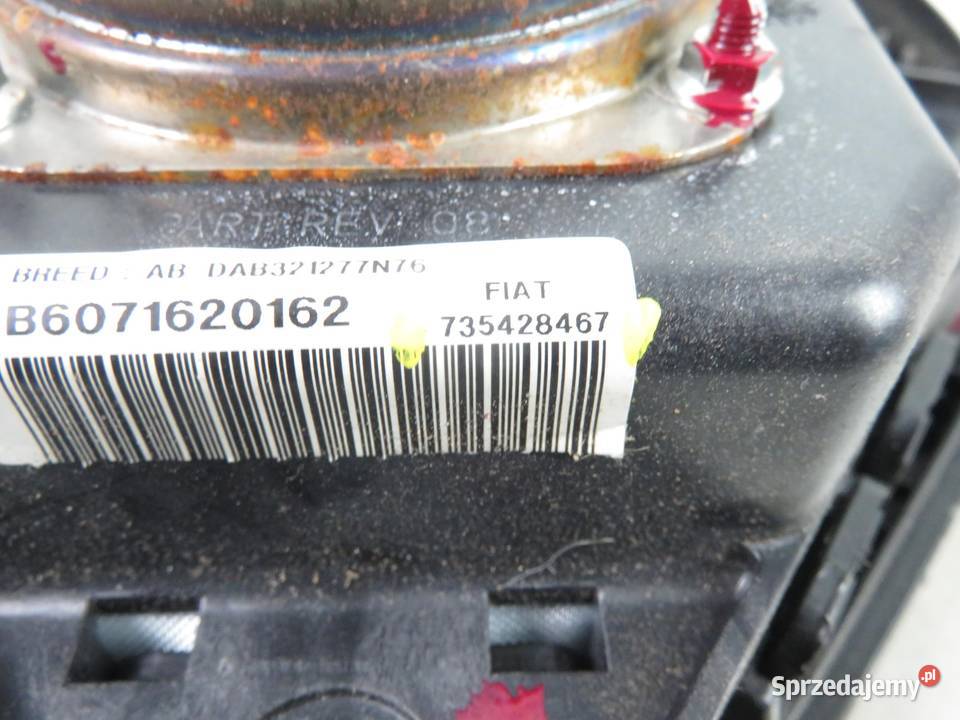 PART REV 08
BREED : AB DAB321277N76
B6071620162
FIAT
735428467
Sprzedajemy.pl